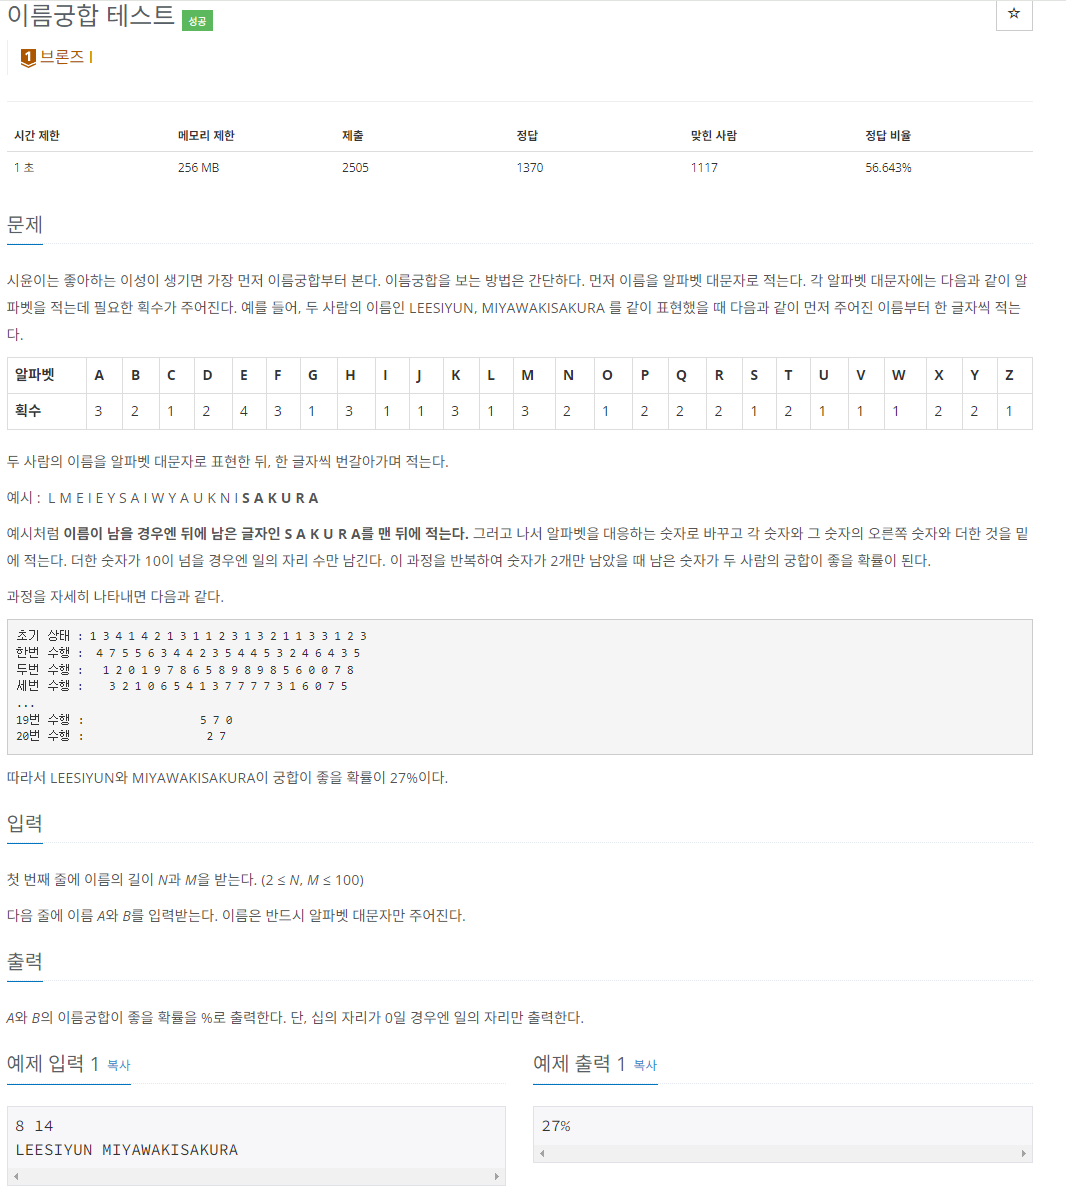 이름궁합 테스트 성공
☆
1 브론즈 I
시간 제한 메모리 제한 제출 정답 맞힌 사람 정답 비율
1 초 256 MB 2505 1370 1117 56.643%
문제
시윤이는 좋아하는 이성이 생기면 가장 먼저 이름궁합부터 본다. 이름궁합을 보는 방법은 간단하다. 먼저 이름을 알파벳 대문자로 적는다. 각 알파벳 대문자에는 다음과 같이 알
파벳을 적는데 필요한 획수가 주어진다. 예를 들어, 두 사람의 이름인 LEESIYUN, MIYAWAKISAKURA 를 같이 표현했을 때 다음과 같이 먼저 주어진 이름부터 한 글자씩 적는
다.
알파벳 A B C D E F G H I J K L M N O P Q R S T U V W X Y Z
획수 3 2 1 2 4 3 1 3 1 1 3 1 3 2 1 2 2 2 1 2 1 1 1 2 2 1
두 사람의 이름을 알파벳 대문자로 표현한 뒤, 한 글자씩 번갈아가며 적는다.
예시 : L M E I E Y S A I W Y A U K N I S A K U R A
예시처럼 이름이 남을 경우엔 뒤에 남은 글자인 S A K U R A를 맨 뒤에 적는다. 그러고 나서 알파벳을 대응하는 숫자로 바꾸고 각 숫자와 그 숫자의 오른쪽 숫자와 더한 것을 밑
에 적는다. 더한 숫자가 10이 넘을 경우엔 일의 자리 수만 남긴다. 이 과정을 반복하여 숫자가 2개만 남았을 때 남은 숫자가 두 사람의 궁합이 좋을 확률이 된다.
과정을 자세히 나타내면 다음과 같다.
초기 상태 : 1 3 4 1 4 2 1 3 1 1 2 3 1 3 2 1 1 3 3 1 2 3
한번 수행 : 4 7 5 5 6 3 4 4 2 3 5 4 4 5 3 2 4 6 4 3 5
두번 수행 : 1 2 0 1 9 7 8 6 5 8 9 8 9 8 5 6 0 0 7 8
세번 수행 : 3 2 1 0 6 5 4 1 3 7 7 7 7 3 1 6 0 7 5
...
19번 수행 : 5 7 0
20번 수행 : 2 7
따라서 LEESIYUN와 MIYAWAKISAKURA이 궁합이 좋을 확률이 27%이다.
입력
첫 번째 줄에 이름의 길이 N과 M을 받는다. (2 ≤ N, M ≤ 100)
다음 줄에 이름 A와 B를 입력받는다. 이름은 반드시 알파벳 대문자만 주어진다.
출력
A와 B의 이름궁합이 좋을 확률을 %로 출력한다. 단, 십의 자리가 0일 경우엔 일의 자리만 출력한다.
예제 입력 1 복사
8 14
LEESIYUN MIYAWAKISAKURA
예제 출력 1 복사
27%